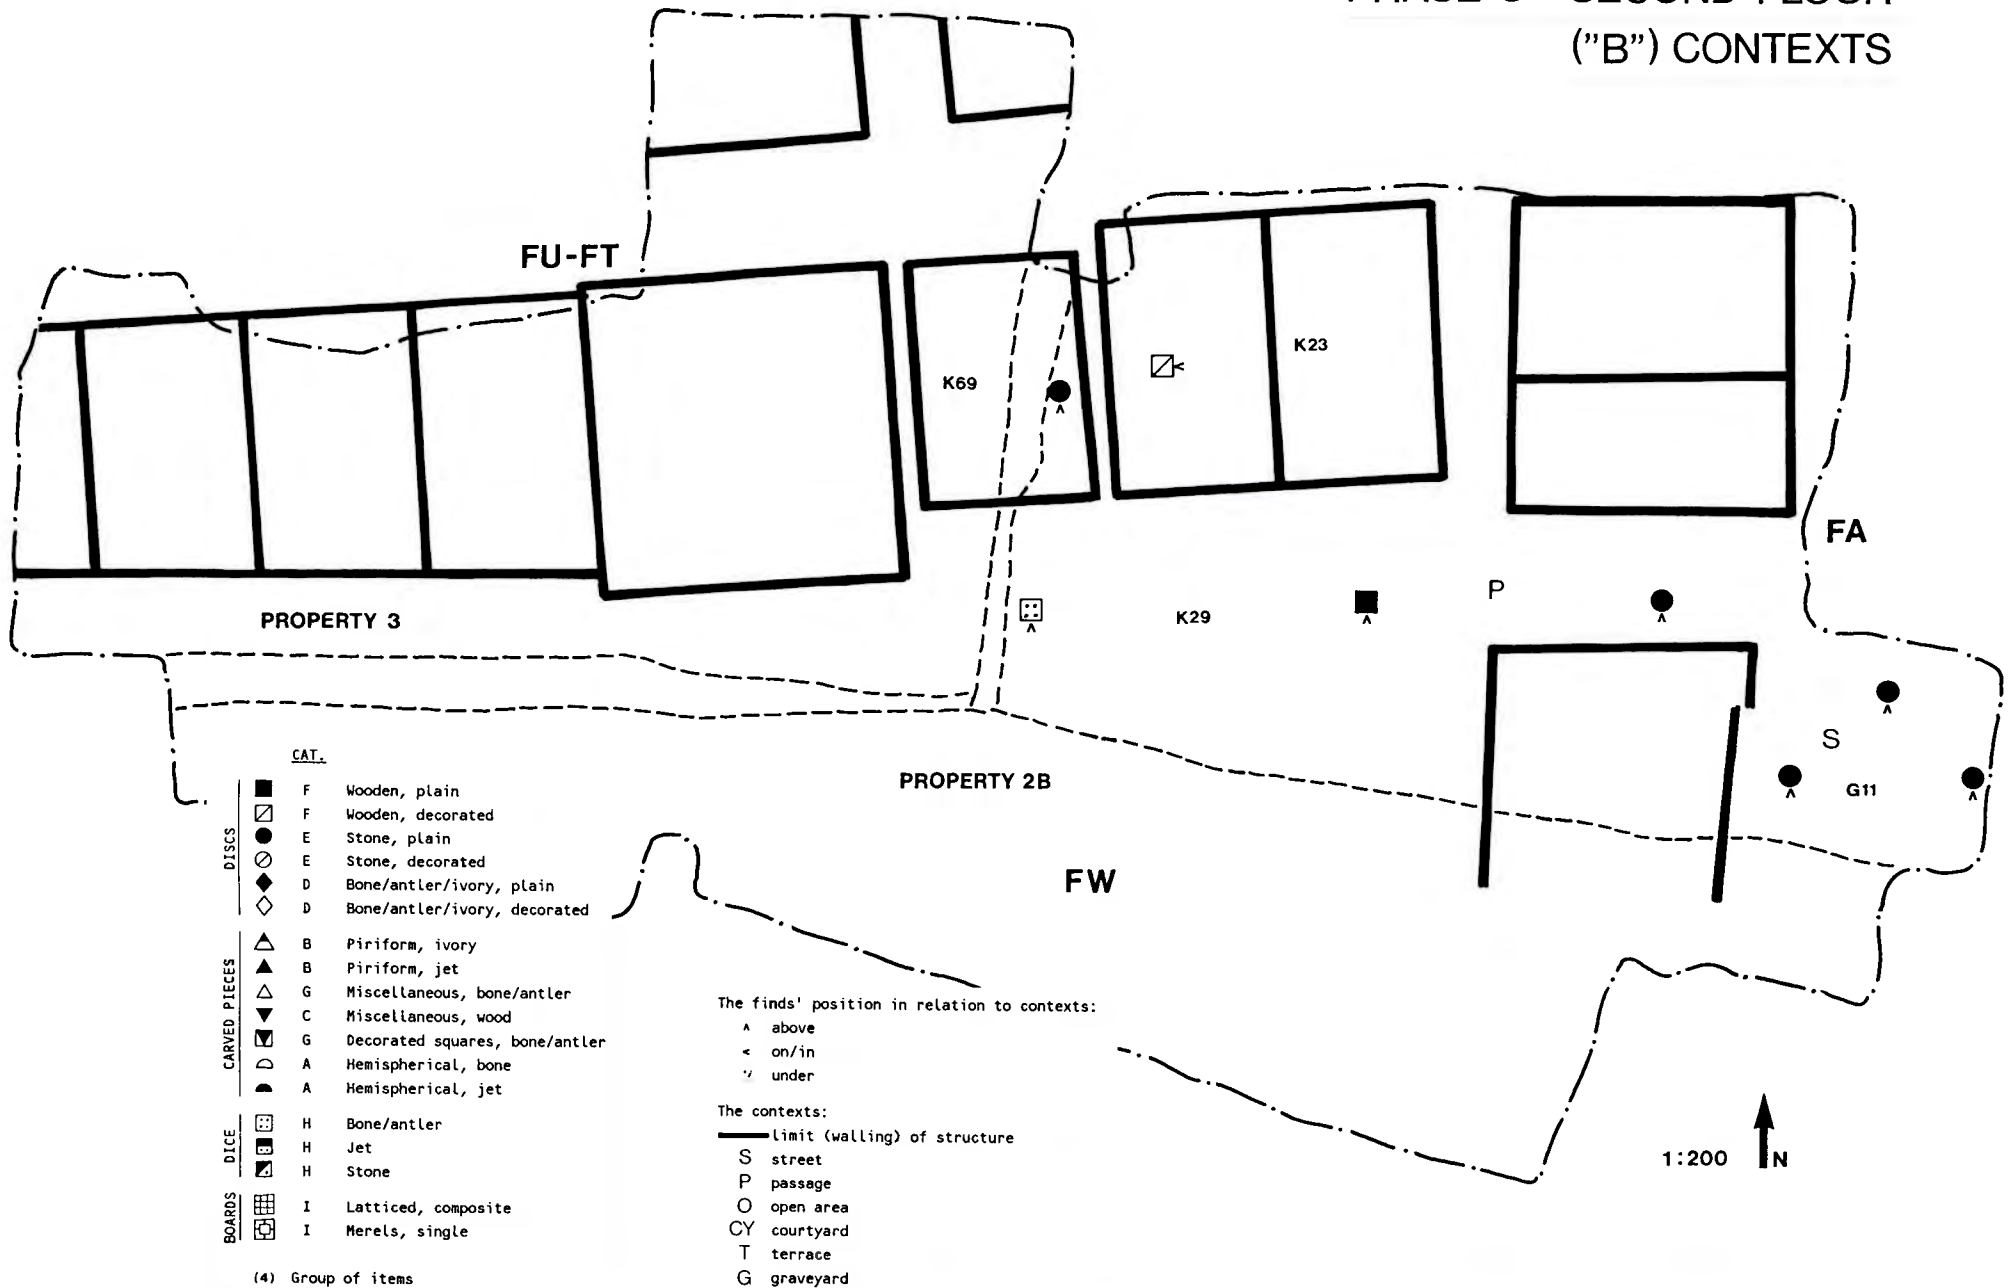 ("B") CONTEXTS
FU-FT
K69
K23
FA
P
K29
PROPERTY 3
S
G11
PROPERTY 2B
FW
CAT.
DISCS
F Wooden, plain
F Wooden, decorated
E Stone, plain
E Stone, decorated
D Bone/antler/ivory, plain
D Bone/antler/ivory, decorated
CARVED PIECES
B Piriform, ivory
B Piriform, jet
G Miscellaneous, bone/antler
C Miscellaneous, wood
G Decorated squares, bone/antler
A Hemispherical, bone
A Hemispherical, jet
DICE
H Bone/antler
H Jet
H Stone
BOARDS
I Latticed, composite
I Merels, single
(4) Group of items
The finds' position in relation to contexts:
^ above
< on/in
under
The contexts:
limit (walling) of structure
S street
P passage
O open area
CY courtyard
T terrace
G graveyard
1:200
N